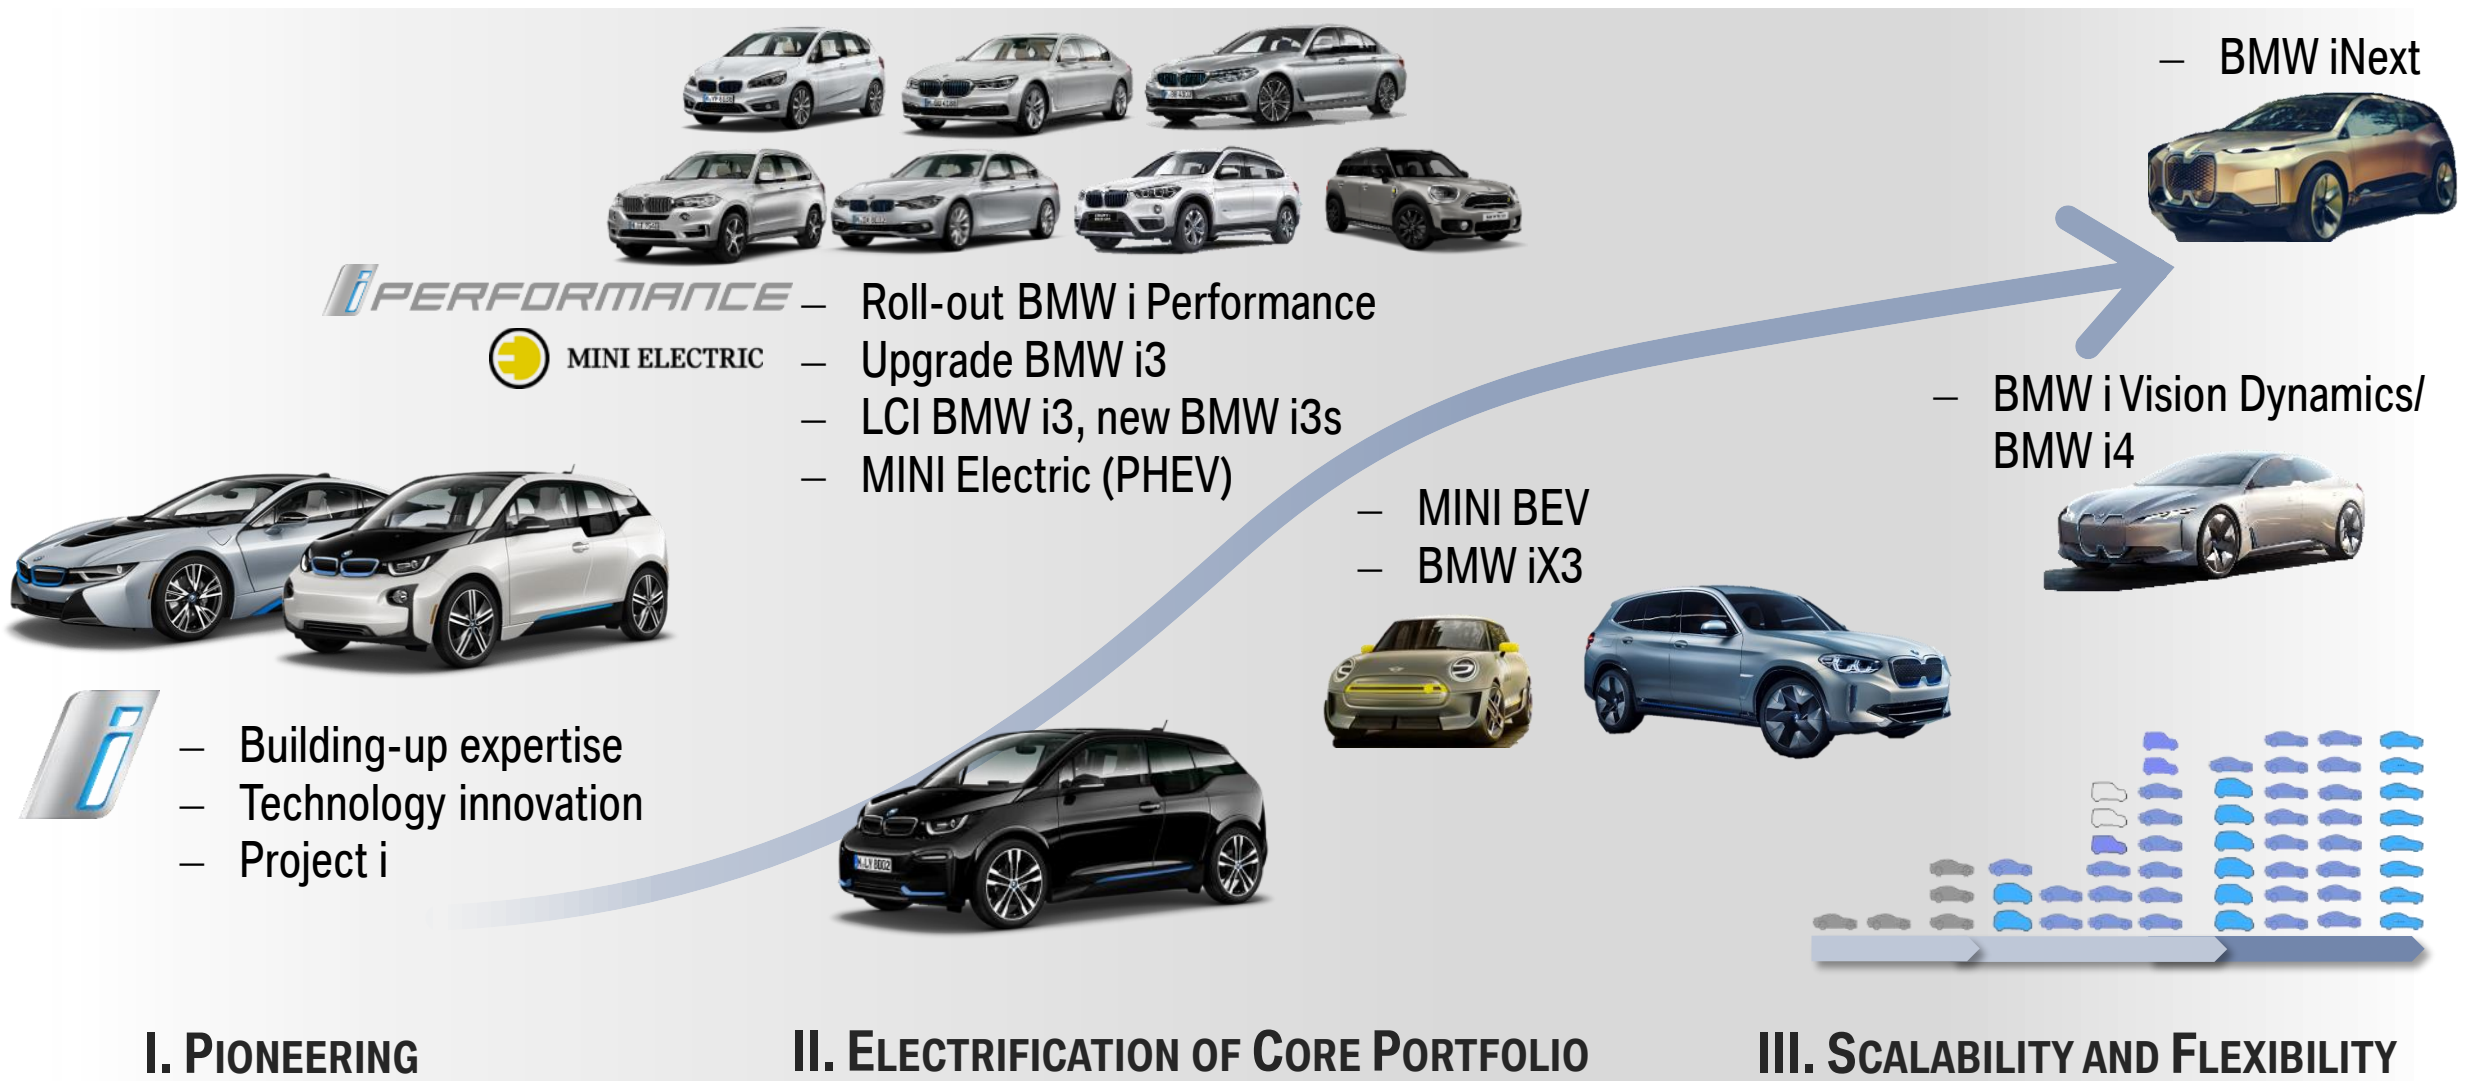 – BMW iNext
iPERFORMANCE
MINI ELECTRIC
– Roll-out BMW i Performance
– Upgrade BMW i3
– LCI BMW i3, new BMW i3s
– MINI Electric (PHEV)
– BMW i Vision Dynamics/
BMW i4
– MINI BEV
– BMW iX3
i
– Building-up expertise
– Technology innovation
– Project i
I. PIONEERING
II. ELECTRIFICATION OF CORE PORTFOLIO
III. SCALABILITY AND FLEXIBILITY